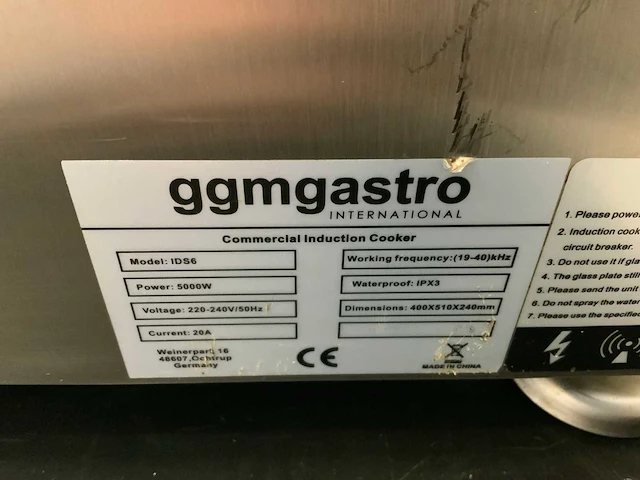 ggmgastro
INTERNATIONAL
Commercial Induction Cooker
Model: IDS6
Working frequency:(19-40)kHz
Power: 5000W
Waterproof: IPX3
Voltage: 220-240V/50Hz
Dimensions: 400X510X240mm
Current: 20A
Weinerpark 16
48607,Ochtrup
Germany
CE
MADE IN CHINA
1. Please power
2. Induction cook
circuit breaker.
3. Do not use it if gla
4. The glass plate still
5. Please send the unit
6. Do not spray the water
7. Please use the specified